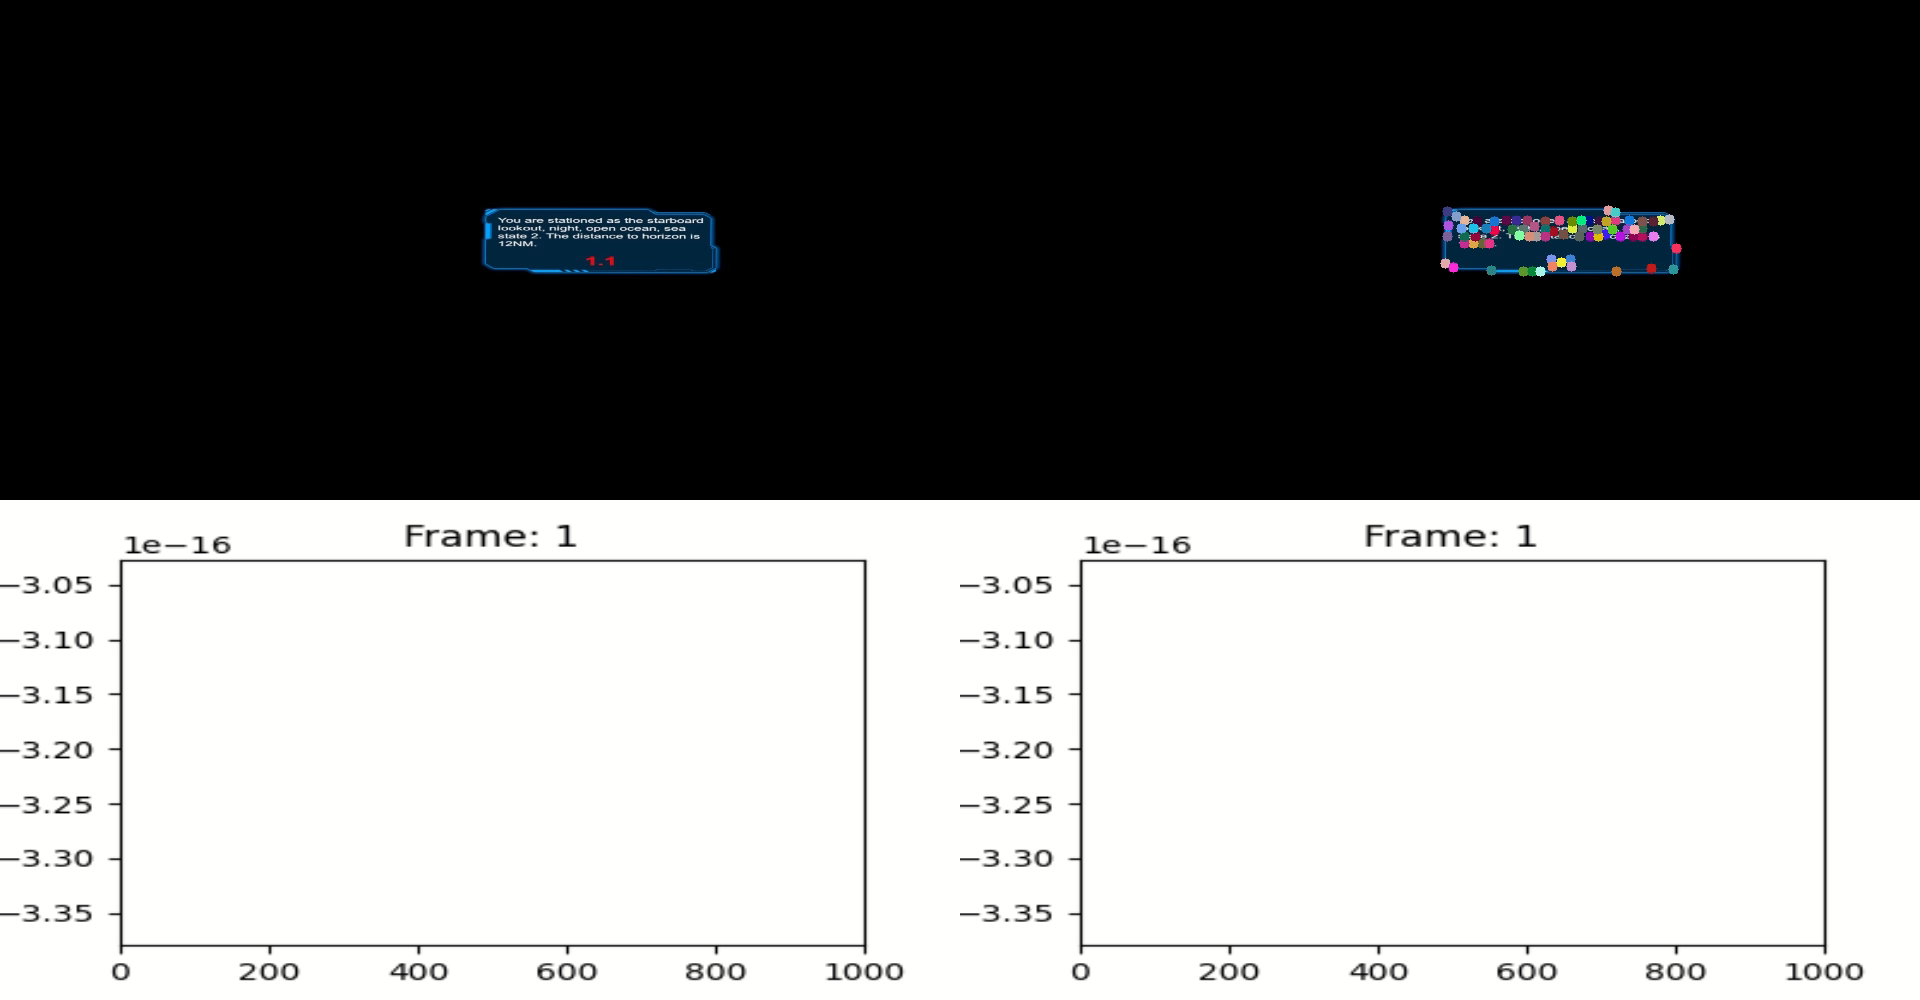 You are stationed as the starboard
lookout, night, open ocean, sea
state 2. The distance to horizon is
12NM.
1.1
Frame: 1
1e−16
−3.05
−3.10
−3.15
−3.20
−3.25
−3.30
−3.35
0 200 400 600 800 1000
Frame: 1
1e−16
−3.05
−3.10
−3.15
−3.20
−3.25
−3.30
−3.35
0 200 400 600 800 1000